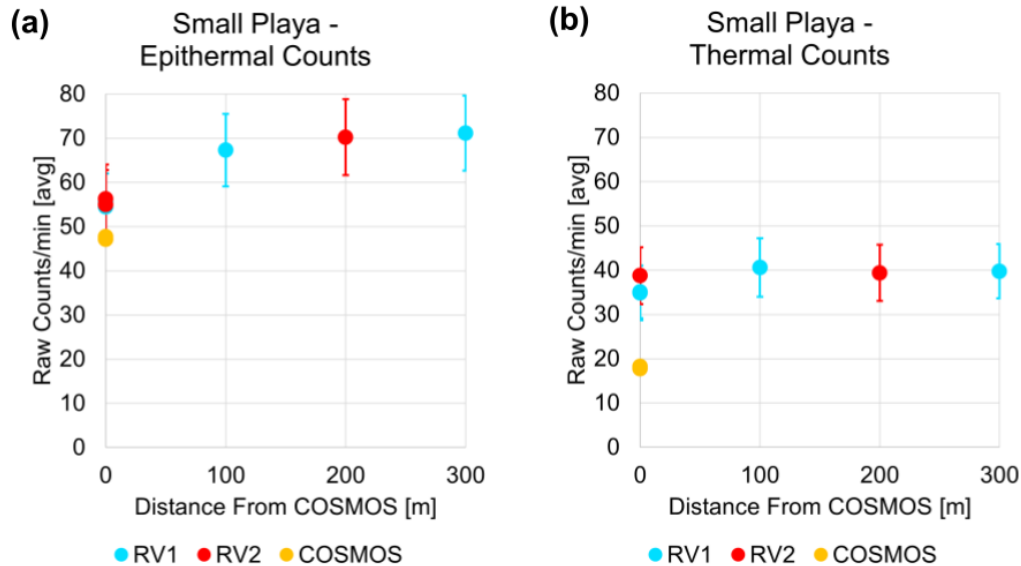 (a)
Small Playa -
Epithermal Counts
Raw Counts/min [avg]
80
70
60
50
40
30
20
10
0
0 100 200 300
Distance From COSMOS [m]
RV1 RV2 COSMOS
(b)
Small Playa -
Thermal Counts
Raw Counts/min [avg]
80
70
60
50
40
30
20
10
0
0 100 200 300
Distance From COSMOS [m]
RV1 RV2 COSMOS